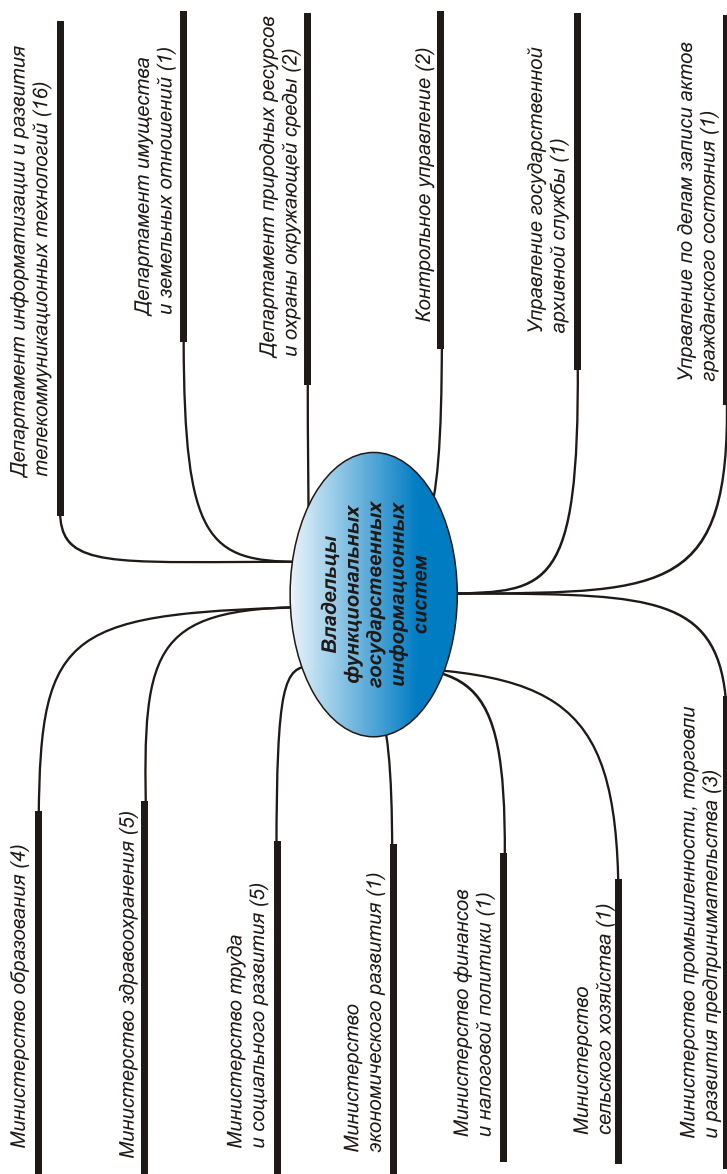 Министерство образования (4)
Министерство здравоохранения (5)
Министерство труда
и социального развития (5)
Министерство
экономического развития (1)
Министерство финансов
и налоговой политики (1)
Министерство
сельского хозяйства (1)
Министерство промышленности, торговли
и развития предпринимательства (3)
Владельцы
функциональных
государственных
информационных
систем
Департамент информатизации и развития
телекоммуникационных технологий (16)
Департамент имущества
и земельных отношений (1)
Департамент природных ресурсов
и охраны окружающей среды (2)
Контрольное управление (2)
Управление государственной
архивной службы (1)
Управление по делам записи актов
гражданского состояния (1)